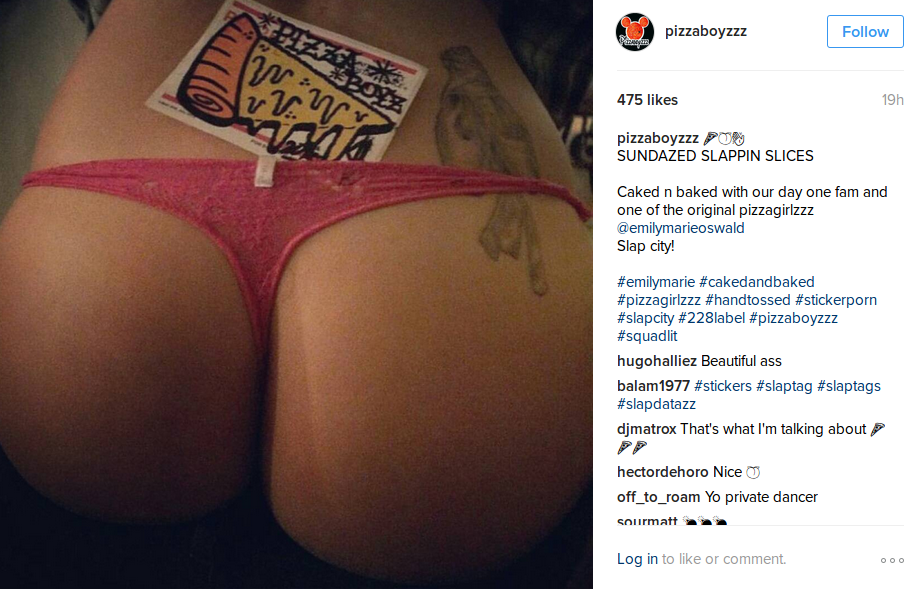 PIZZA
BOYZ
pizzaboyzzz
Follow
475 likes
19h
pizzaboyzzz
SUNDAZED SLAPPIN SLICES
Caked n baked with our day one fam and
one of the original pizzagirlzzz
@emilymarieoswald
Slap city!
#emilymarie #cakedandbaked
#pizzagirlzzz #handtossed #stickerporn
#slapcity #228label #pizzaboyzzz
#squadlit
hugohalliez Beautiful ass
balam1977 #stickers #slaptag #slaptags
#slapdatazz
djmatrox That's what I'm talking about
hectordehoro Nice
off_to_roam Yo private dancer
sourmatt
Log in to like or comment.